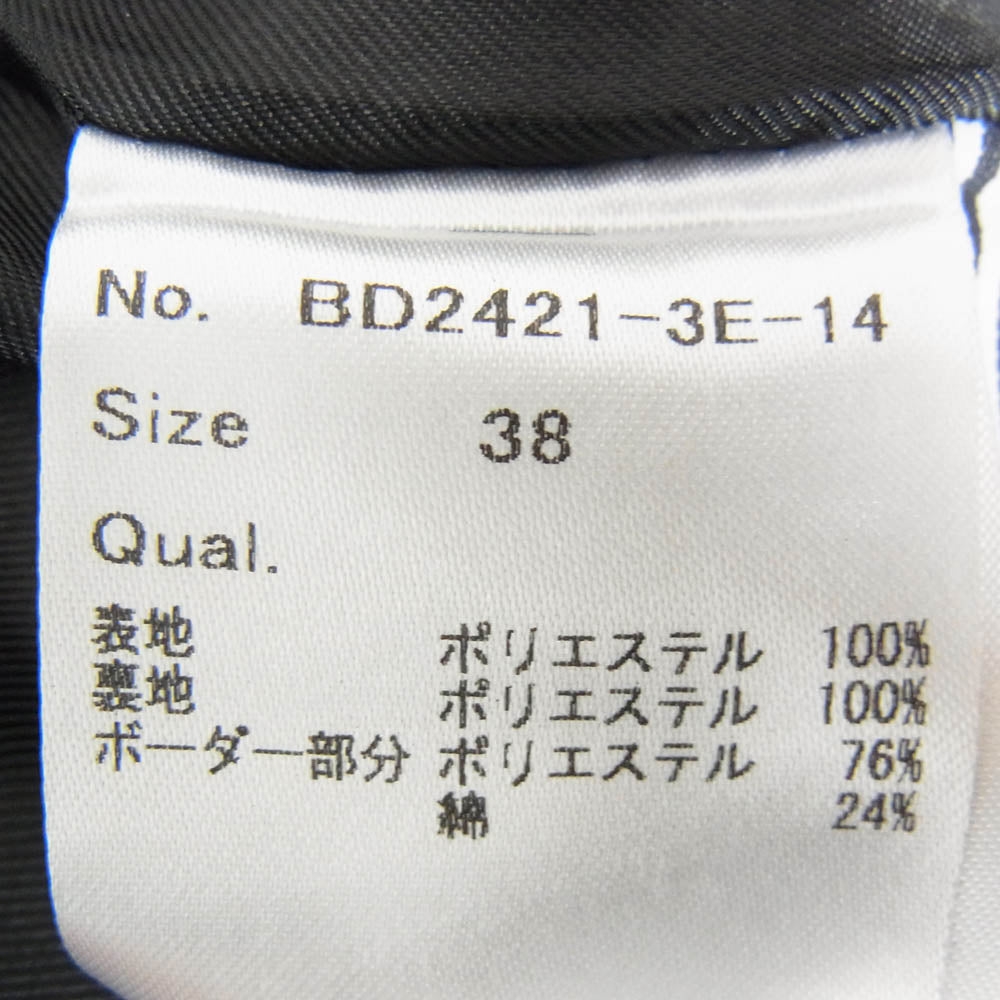 No. BD2421-3E-14
Size 38
Qual.
表地 ポリエステル 100%
裏地 ポリエステル 100%
ボーダー部分 ポリエステル 76%
綿 24%